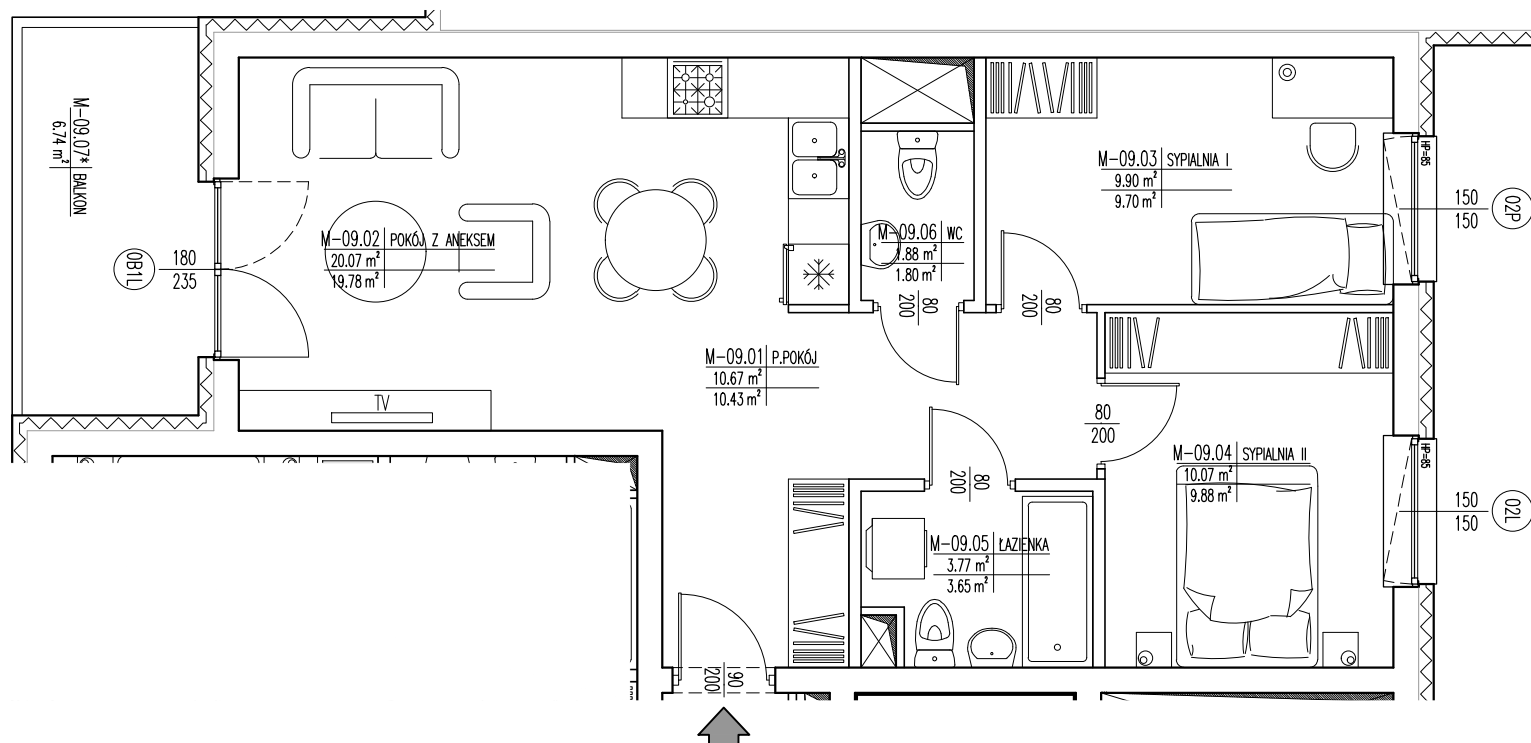 M-09.07* BALKON
6.74 m²
0B1L
180
235
M-09.02 POKÓJ Z ANEKSEM
20.07 m²
19.78 m²
TV
M-09.01 P.POKÓJ
10.67 m²
10.43 m²
M-09.06 WC
1.88 m²
1.80 m²
80
200
M-09.03 SYPIALNIA I
9.90 m²
9.70 m²
80
200
HP=85
150
150
02P
80
200
M-09.04 SYPIALNIA II
10.07 m²
9.88 m²
HP=85
150
150
02L
80
200
M-09.05 ŁAZIENKA
3.77 m²
3.65 m²
90
200